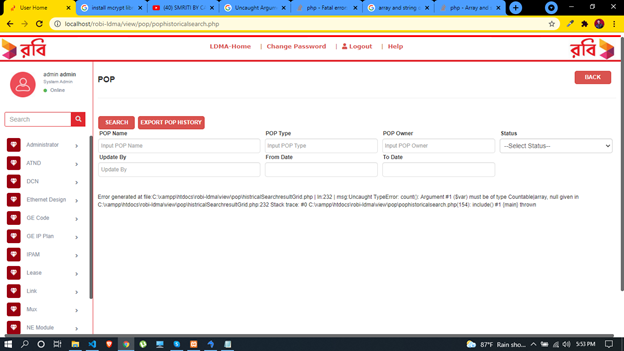 User Home
install mcrypt libr
(AD) SMRITI BY GA
Uncaught Argume
php - Fatal error:
array and string o
php - Array and s
localhost/robi-ldma/view/pop/pophistoricalsearch.php
রবি
LDMA-Home | Change Password | Logout | Help
রবি
admin admin
System Admin
Online
POP
BACK
Search
SEARCH
EXPORT POP HISTORY
POP Name
POP Type
POP Owner
Status
Input POP Name
Input POP Type
Input POP Owner
--Select Status--
Update By
From Date
To Date
Update By
Administrator
ATND
DCN
Ethernet Design
GE Code
GE IP Plan
IPAM
Lease
Link
Mux
NE Module
Error generated at file:C:\xampp\htdocs\robi-ldma\view\pop\histricalSearchresultGrid.php | ln:232 | msg:Uncaught TypeError: count(): Argument #1 ($var) must be of type Countable|array, null given in
C:\xampp\htdocs\robi-ldma\view\pop\histricalSearchresultGrid.php:232 Stack trace: #0 C:\xampp\htdocs\robi-ldma\view\pop\pophistoricalsearch.php(154): include() #1 {main} thrown
87°F Rain sho...
5:53 PM